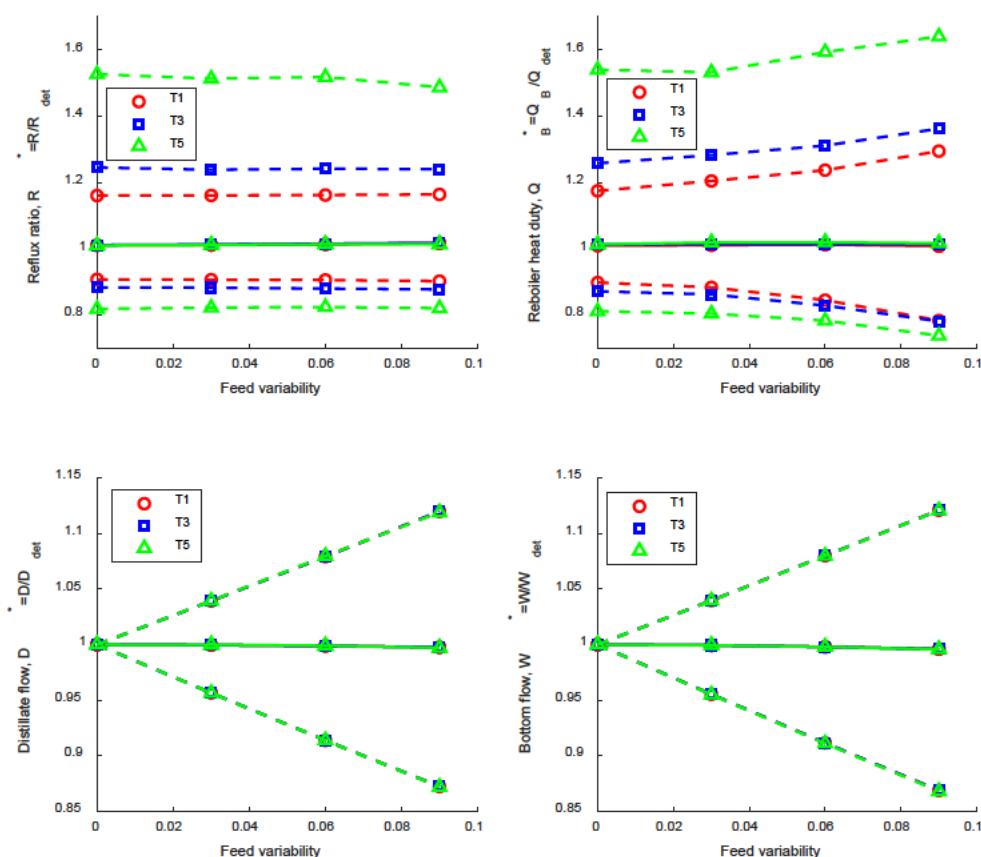 1.6
1.4
1.2
1
0.8
Reflux ratio, R* =R/R det
T1
T3
T5
0 0.02 0.04 0.06 0.08 0.1
Feed variability
1.6
1.4
1.2
1
0.8
Reboiler heat duty, Q B* =Q B /Q det
T1
T3
T5
0 0.02 0.04 0.06 0.08 0.1
Feed variability
1.15
1.1
1.05
1
0.95
0.9
0.85
Distillate flow, D* =D/D det
T1
T3
T5
0 0.02 0.04 0.06 0.08 0.1
Feed variability
1.15
1.1
1.05
1
0.95
0.9
0.85
Bottom flow, W* =W/W det
T1
T3
T5
0 0.02 0.04 0.06 0.08 0.1
Feed variability